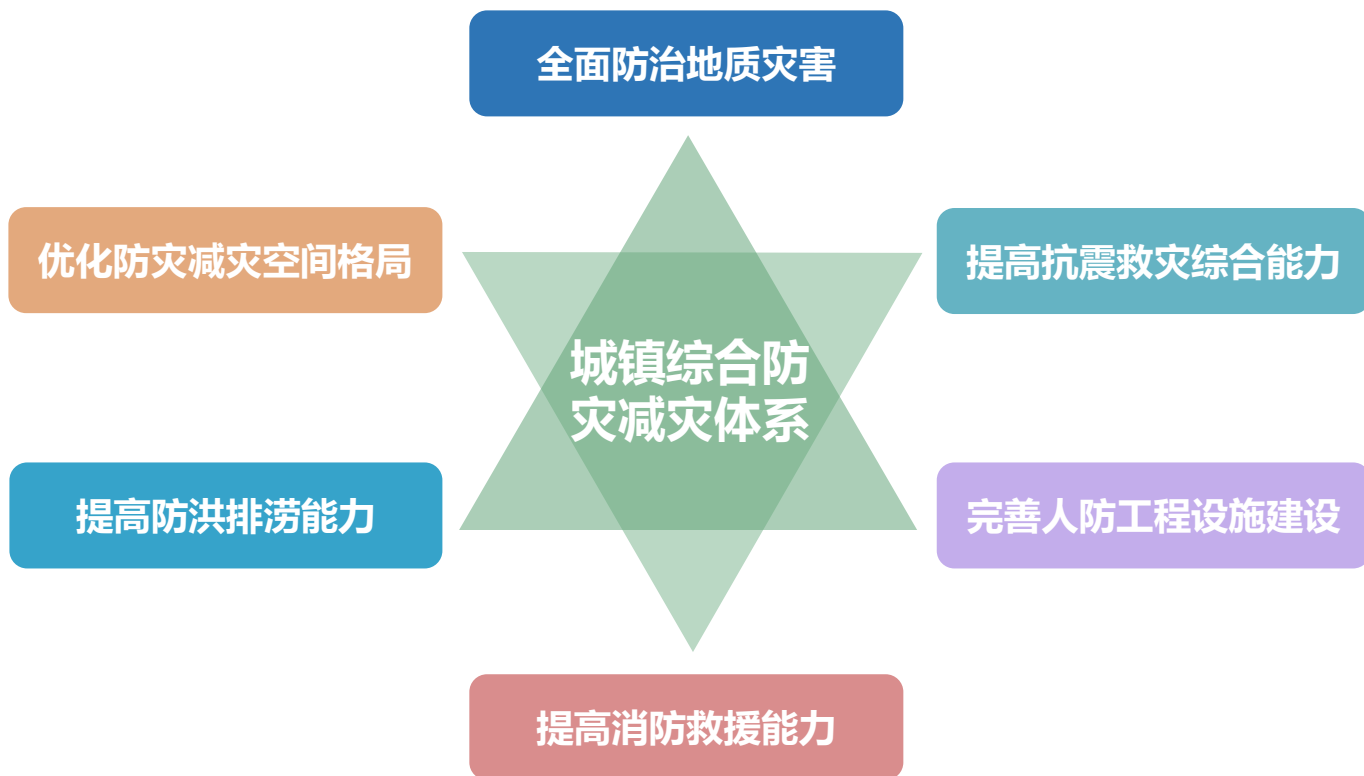 全面防治地质灾害
优化防灾减灾空间格局
提高抗震救灾综合能力
城镇综合防
灾减灾体系
提高防洪排涝能力
完善人防工程设施建设
提高消防救援能力